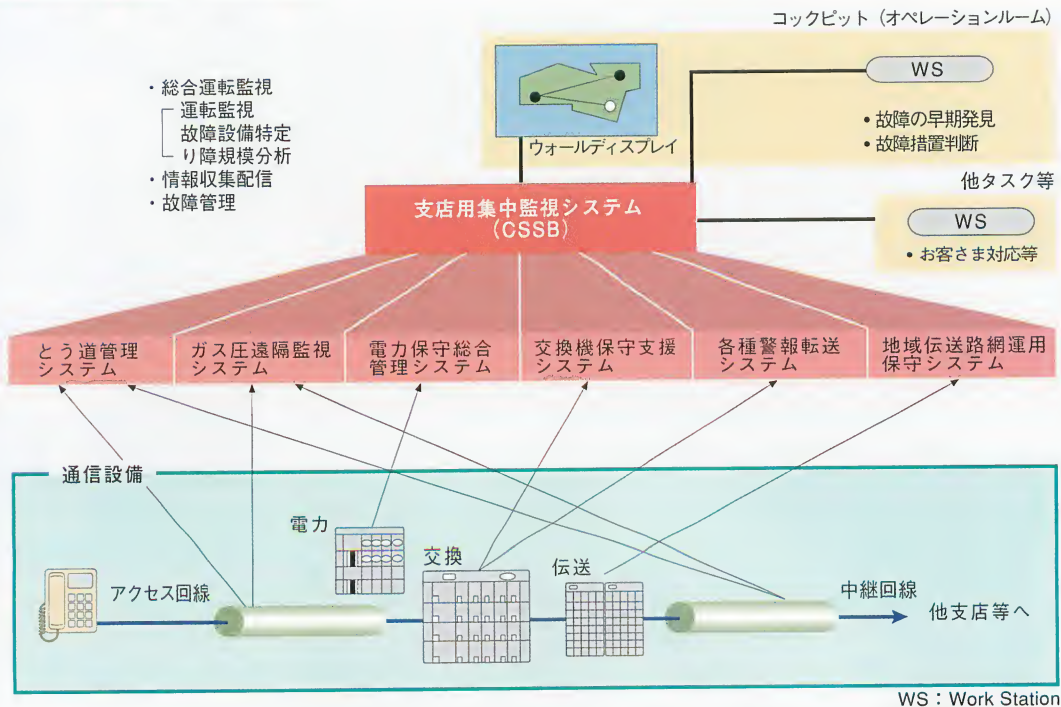 コックピット(オペレーションルーム)
・総合運転監視
運転監視
故障設備特定
り障規模分析
・情報収集配信
・故障管理
ウォールディスプレイ
WS
• 故障の早期発見
• 故障措置判断
他タスク等
WS
• お客さま対応等
支店用集中監視システム
(CSSB)
とう道管理
システム
ガス圧遠隔監視
システム
電力保守総合
管理システム
交換機保守支援
システム
各種警報転送
システム
地域伝送路網運用
保守システム
通信設備
電力
交換
伝送
アクセス回線
中継回線
他支店等へ
WS:Work Station